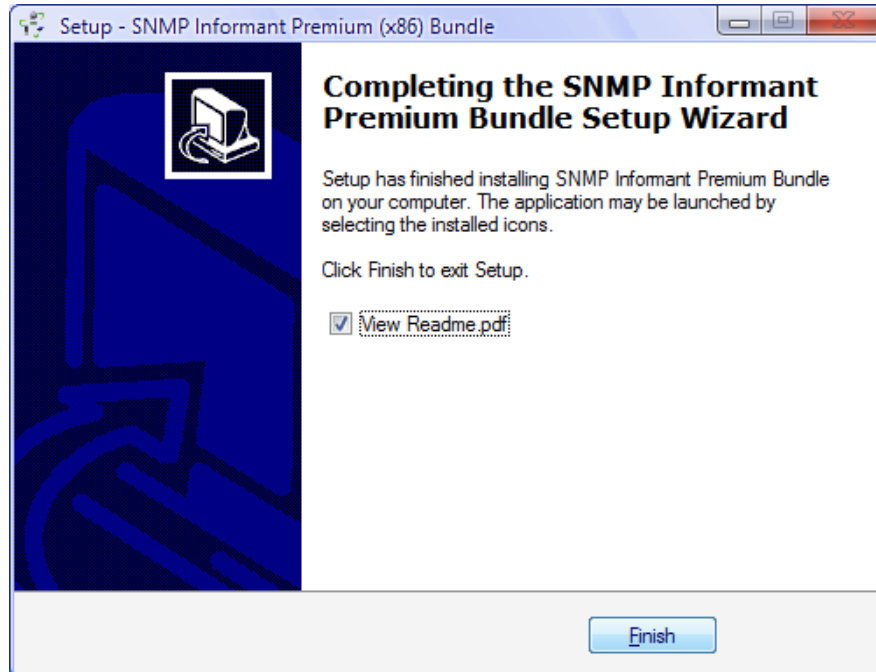 Setup - SNMP Informant Premium (x86) Bundle
Completing the SNMP Informant
Premium Bundle Setup Wizard
Setup has finished installing SNMP Informant Premium Bundle
on your computer. The application may be launched by
selecting the installed icons.
Click Finish to exit Setup.
View Readme.pdf
Finish